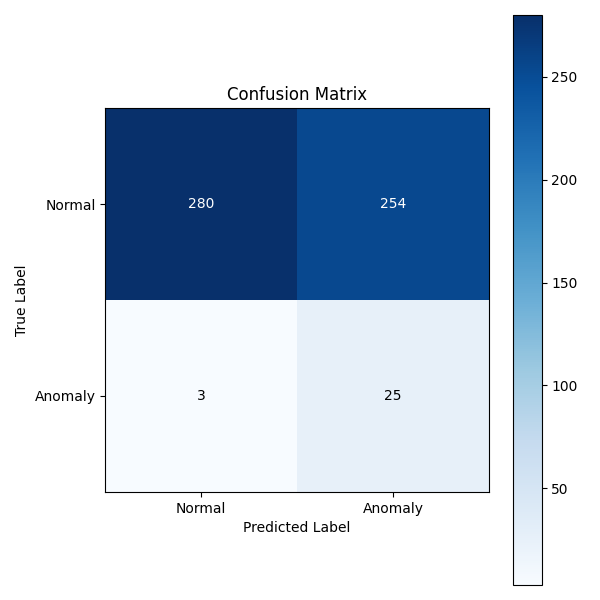 Confusion Matrix
250
200
150
100
50
True Label
Normal
280 254
Anomaly
3 25
Normal Anomaly
Predicted Label